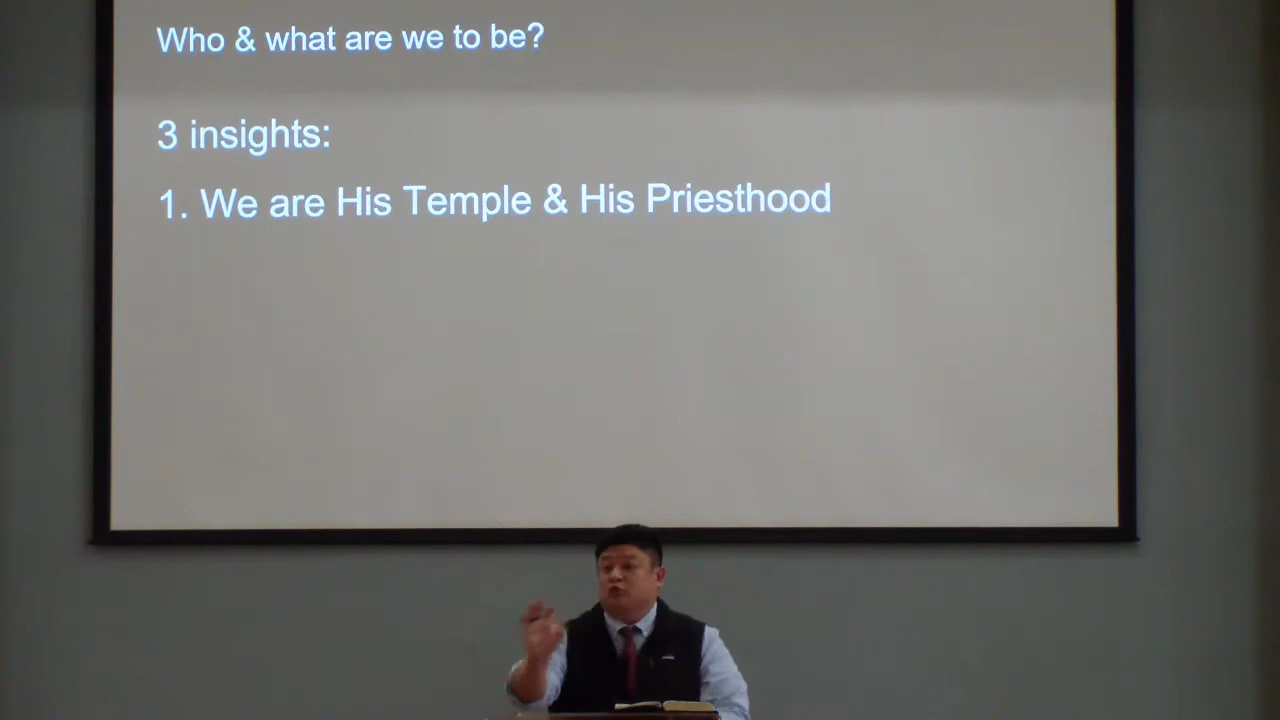 Who & what are we to be?
3 insights:
1. We are His Temple & His Priesthood